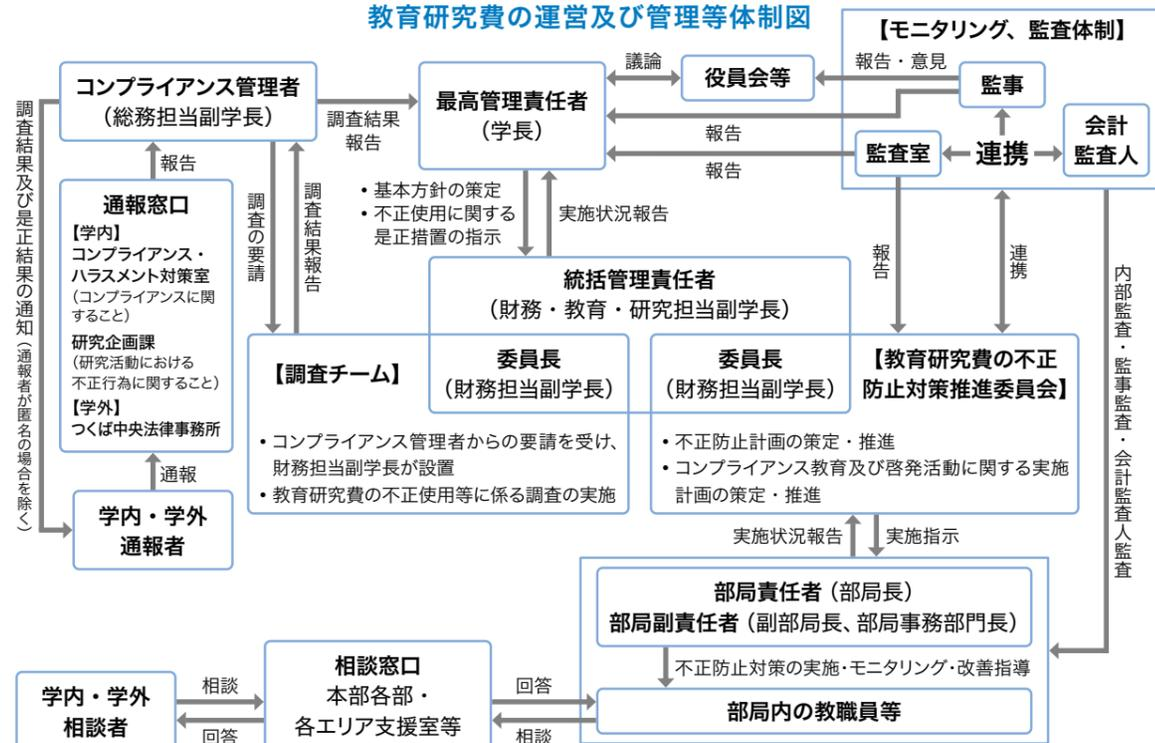 教育研究費の運営及び管理等体制図
【モニタリング、監査体制】
コンプライアンス管理者
（総務担当副学長）
調査結果
報告
最高管理責任者
（学長）
議論
役員会等
報告・意見
監事
報告
報告
監査室
連携
会計
監査人
調査結果及び是正結果の通知（通報者が匿名の場合を除く）
報告
通報窓口
【学内】
コンプライアンス・
ハラスメント対策室
（コンプライアンスに関
すること）
研究企画課
（研究活動における
不正行為に関すること）
【学外】
つくば中央法律事務所
通報
学内・学外
通報者
調査の要請
調査結果報告
• 基本方針の策定
• 不正使用に関する
是正措置の指示
実施状況報告
報告
連携
内部監査・監事監査・会計監査人監査
統括管理責任者
（財務・教育・研究担当副学長）
【調査チーム】
委員長
（財務担当副学長）
• コンプライアンス管理者からの要請を受け、
財務担当副学長が設置
• 教育研究費の不正使用等に係る調査の実施
委員長
（財務担当副学長）
【教育研究費の不正
防止対策推進委員会】
• 不正防止計画の策定・推進
• コンプライアンス教育及び啓発活動に関する実施
計画の策定・推進
実施状況報告
実施指示
部局責任者（部局長）
部局副責任者（副部局長、部局事務部門長）
不正防止対策の実施・モニタリング・改善指導
部局内の教職員等
学内・学外
相談者
相談
回答
相談窓口
本部各部・
各エリア支援室等
回答
相談